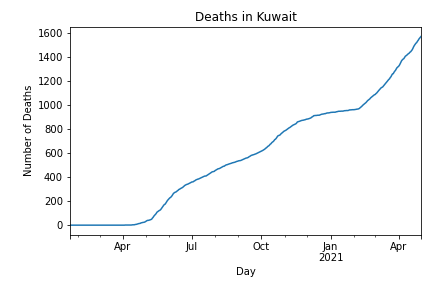 Deaths in Kuwait
1600
1400
1200
1000
800
600
400
200
0
Number of Deaths
Apr
Jul
Oct
Jan
2021
Apr
Day